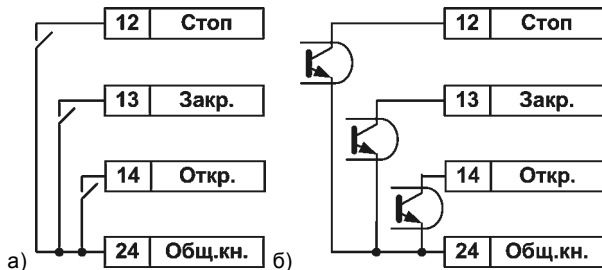 12 Стоп 12 Стоп
13 Закр. 13 Закр.
14 Откр. 14 Откр.
а) 24 Общ.кн. б) 24 Общ.кн.